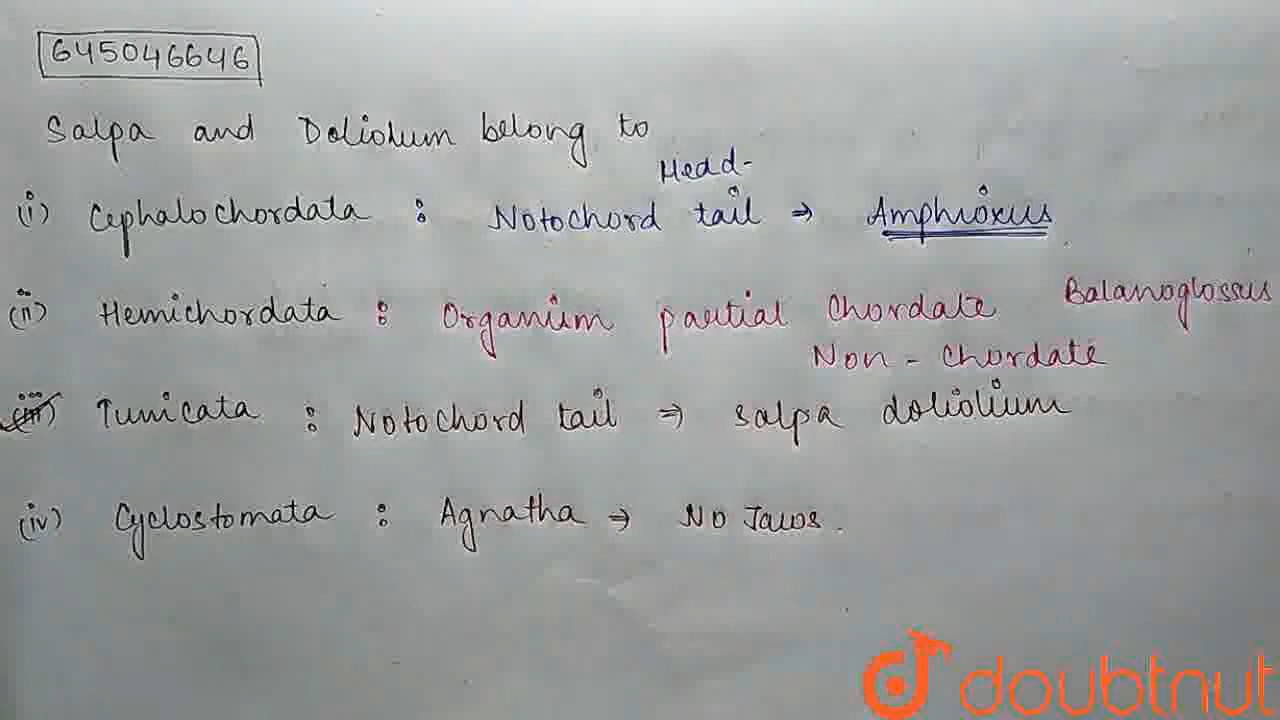 645046646
Salpa and Doliolum belong to
Head-
(i) Cephalochordata : Notochord tail ⇒ Amphioxus
(ii) Hemichordata : Organism partial Chordate Balanoglossus
Non - Chordate
(iii) Tunicata : Notochord tail ⇒ Salpa doliolium
(iv) Cyclostomata : Agnatha → No Jaws.
doubtnut